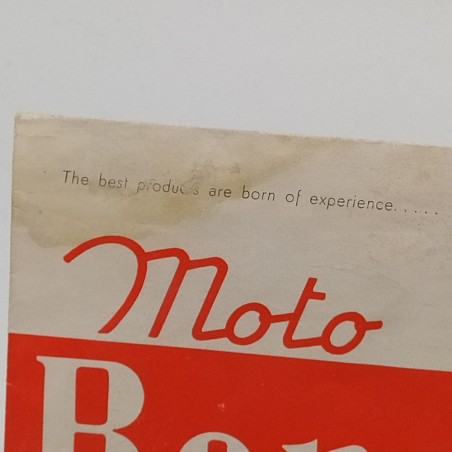 The best products are born of experience.....
Moto